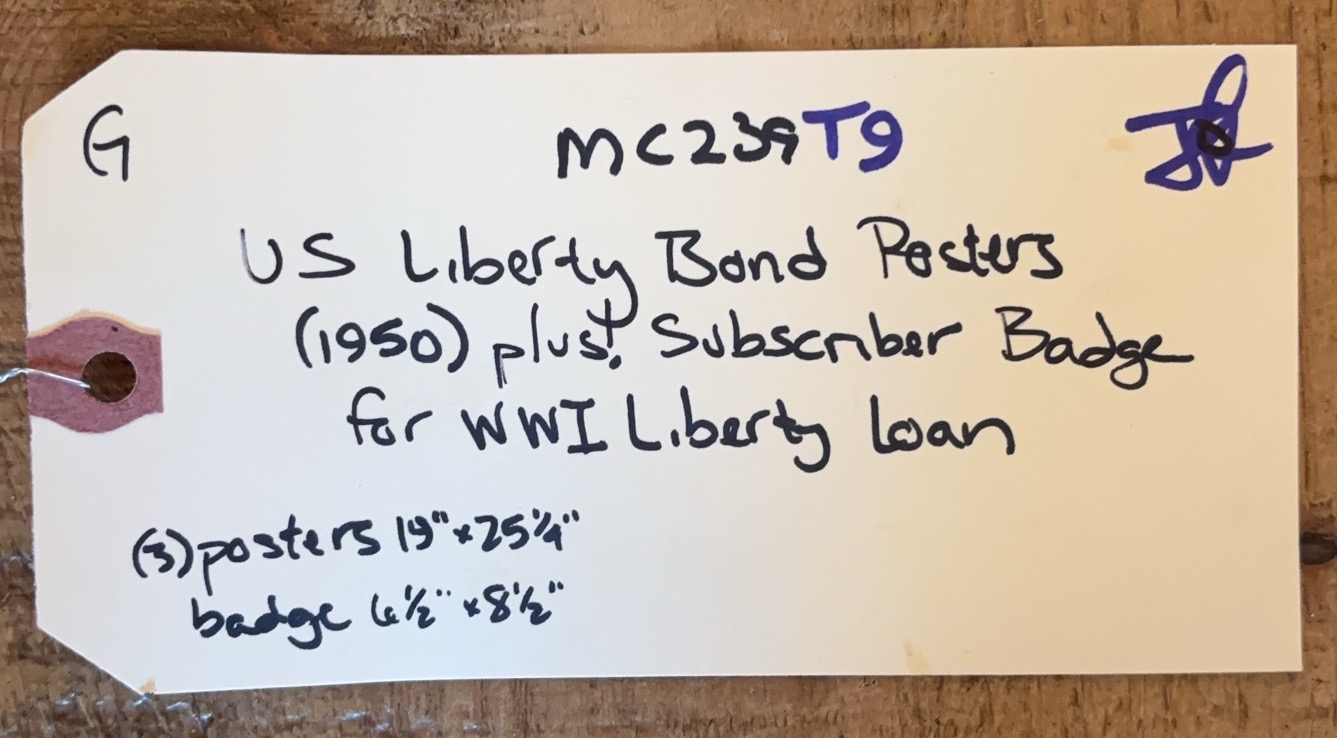 G MC239T9
US Liberty Bond Posters
(1950) plus! Subscriber Badge
for WWI Liberty Loan
(3) posters 19"x25¼"
badge 6½" x 8½"